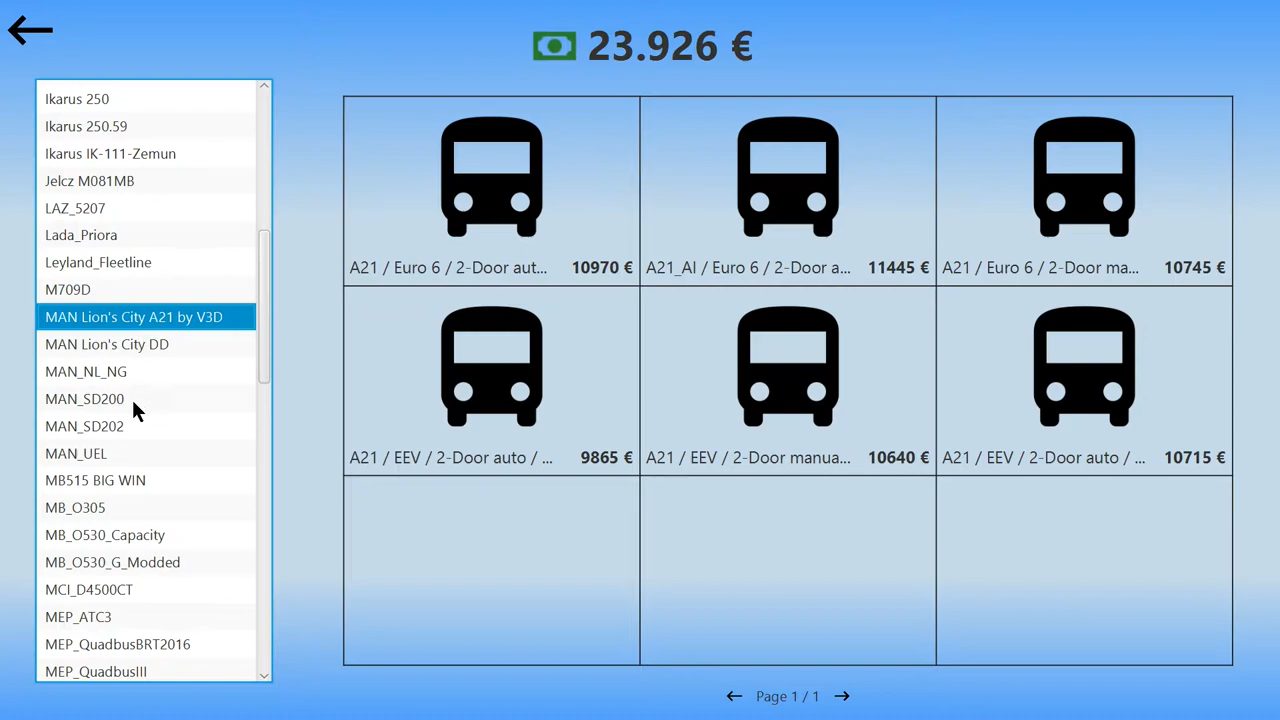 23.926 €
Ikarus 250
Ikarus 250.59
Ikarus IK-111-Zemun
Jelcz M081MB
LAZ_5207
Lada_Priora
Leyland_Fleetline
M709D
MAN Lion's City A21 by V3D
MAN Lion's City DD
MAN_NL_NG
MAN_SD200
MAN_SD202
MAN_UEL
MB515 BIG WIN
MB_O305
MB_O530_Capacity
MB_O530_G_Modded
MCI_D4500CT
MEP_ATC3
MEP_QuadbusBRT2016
MEP_QuadbusIII
A21 / Euro 6 / 2-Door aut... 10970 €
A21_AI / Euro 6 / 2-Door a... 11445 €
A21 / Euro 6 / 2-Door ma... 10745 €
A21 / EEV / 2-Door auto / ... 9865 €
A21 / EEV / 2-Door manua... 10640 €
A21 / EEV / 2-Door auto / ... 10715 €
Page 1 / 1